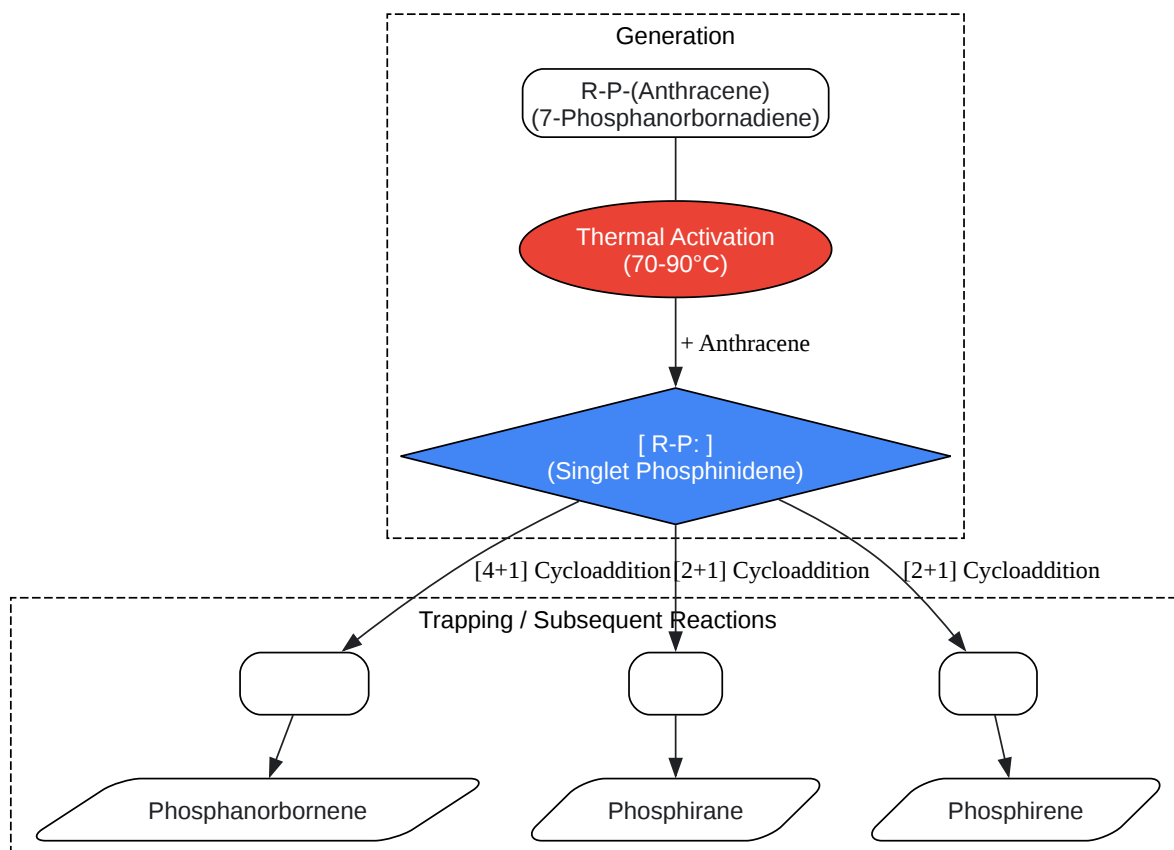 Generation
R-P-(Anthracene)
(7-Phosphanorbornadiene)
Thermal Activation
(70-90°C)
+ Anthracene
[ R-P: ]
(Singlet Phosphinidene)
[4+1] Cycloaddition
[2+1] Cycloaddition
[2+1] Cycloaddition
Trapping / Subsequent Reactions
Phosphanorbornene
Phosphirane
Phosphirene